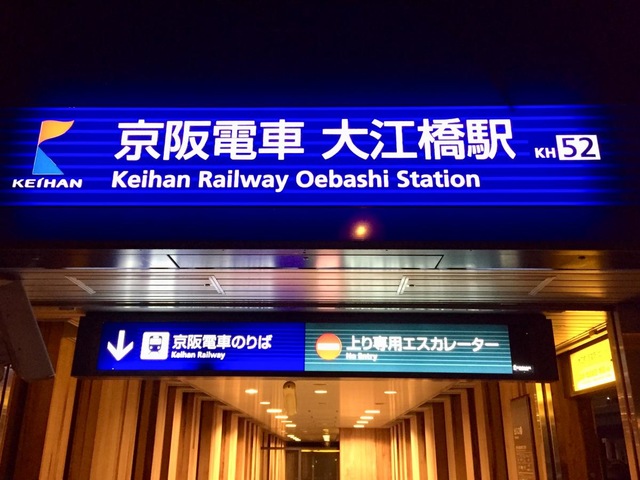 京阪電車 大江橋駅 KH 52
KEIHAN
Keihan Railway Oebashi Station
京阪電車のりば
Keihan Railway
上り専用エスカレーター
No Entry